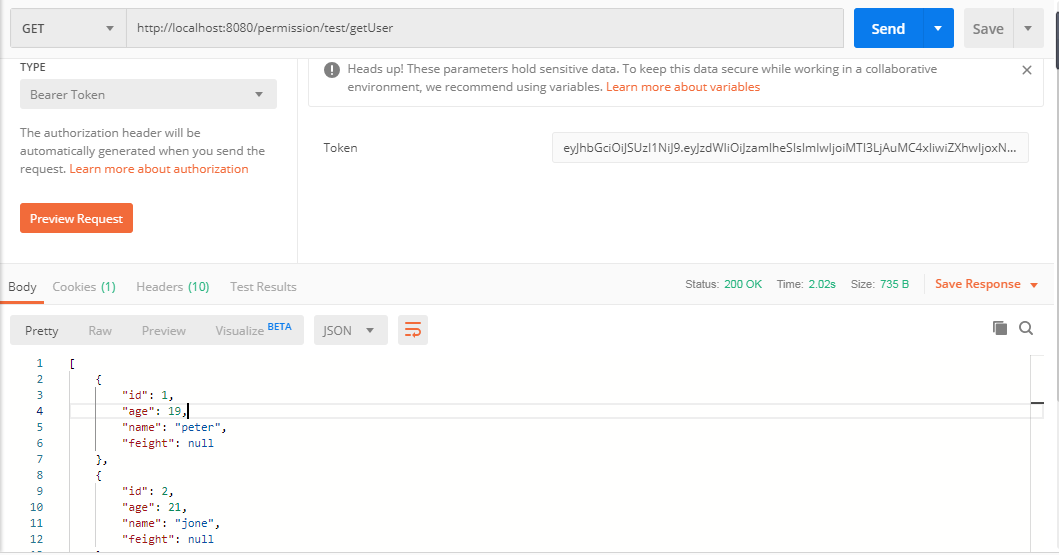 GET
http://localhost:8080/permission/test/getUser
Send
Save
TYPE
Bearer Token
The authorization header will be
automatically generated when you send the
request. Learn more about authorization
Preview Request
Heads up! These parameters hold sensitive data. To keep this data secure while working in a collaborative
environment, we recommend using variables. Learn more about variables
Token
eyJhbGciOiJSUzI1NiJ9.eyJzdWIiOiJzamlheSIsImlwIjoiMTI3LjAuMC4xIiwiZXhwIjoxN...
Body Cookies (1) Headers (10) Test Results
Status: 200 OK Time: 2.02s Size: 735 B Save Response
Pretty Raw Preview Visualize BETA JSON
1 [
2 {
3 "id": 1,
4 "age": 19,
5 "name": "peter",
6 "feight": null
7 },
8 {
9 "id": 2,
10 "age": 21,
11 "name": "jone",
12 "feight": null